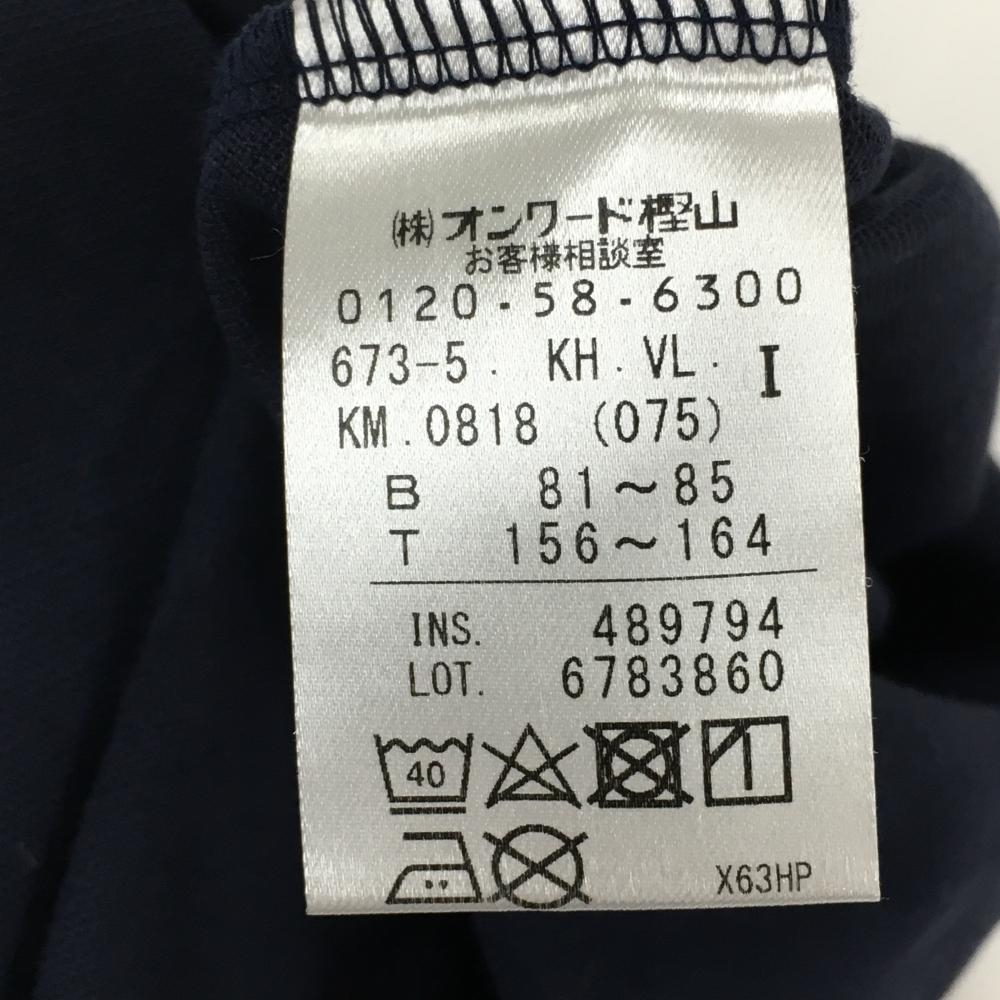 (株)オンワード樫山
お客様相談室
0120-58-6300
673-5. KH. VL. I
KM.0818 (075)
B 81~85
T 156~164
INS. 489794
LOT. 6783860
40
X63HP